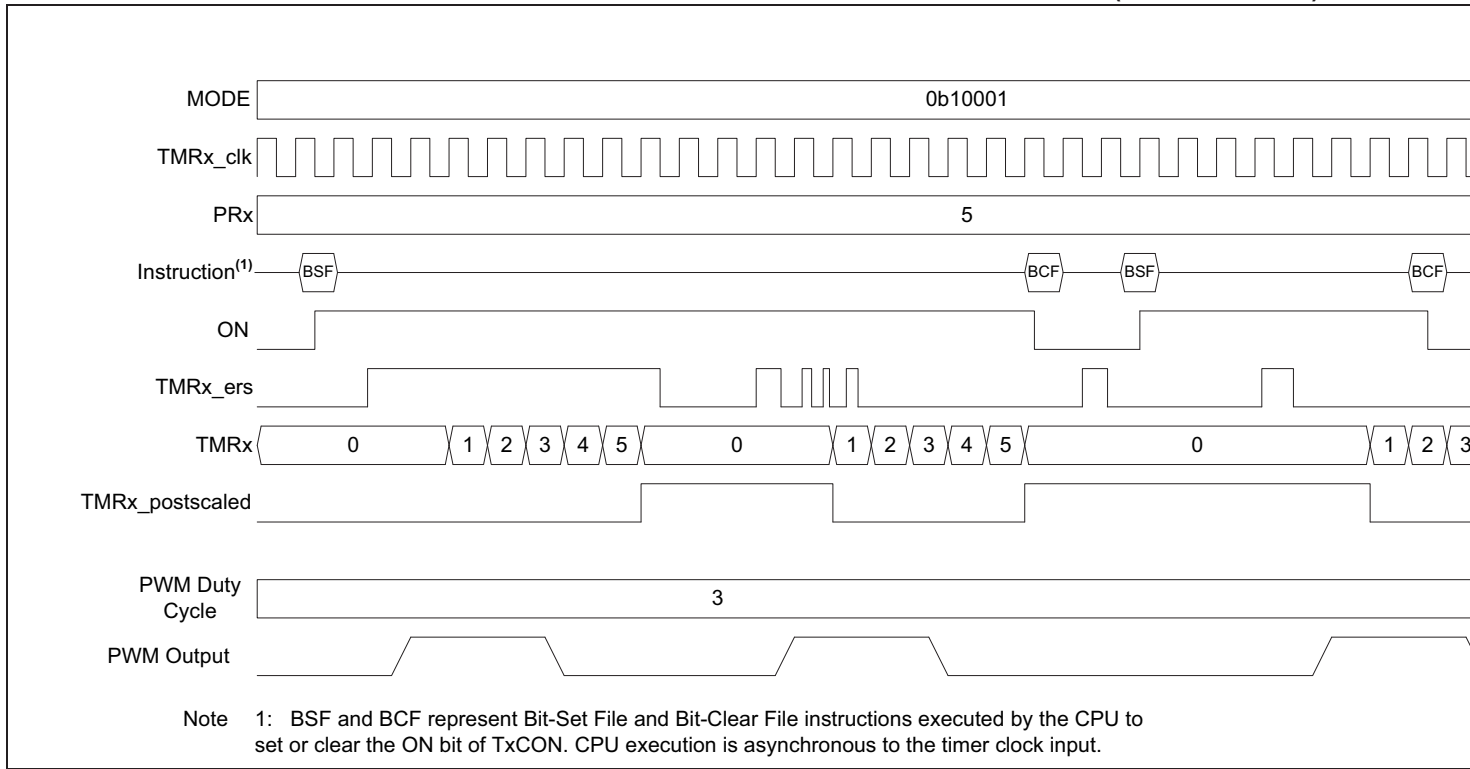 MODE 0b10001
TMRx_clk
PRx 5
Instruction(1) BSF BCF BSF BCF
ON
TMRx_ers
TMRx 0 1 2 3 4 5 0 1 2 3 4 5 0 1 2 3
TMRx_postscaled
PWM Duty
Cycle 3
PWM Output
Note 1: BSF and BCF represent Bit-Set File and Bit-Clear File instructions executed by the CPU to
set or clear the ON bit of TxCON. CPU execution is asynchronous to the timer clock input.